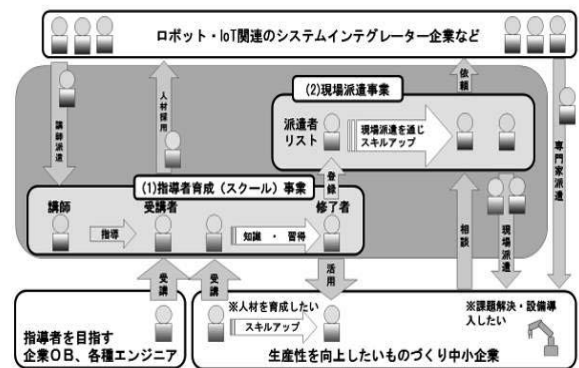 ロボット・IoT関連のシステムインテグレーター企業など
講師派遣
人材採用
依頼
専門家派遣
(2)現場派遣事業
派遣者
リスト
現場派遣を通じ
スキルアップ
登録
(1)指導者育成（スクール）事業
講師
受講者
修了者
指導
知識 ・ 習得
相談
現場派遣
受講
受講
活用
指導者を目指す
企業OB、各種エンジニア
※人材を育成したい
スキルアップ
※課題解決・設備導
入したい
生産性を向上したいものづくり中小企業